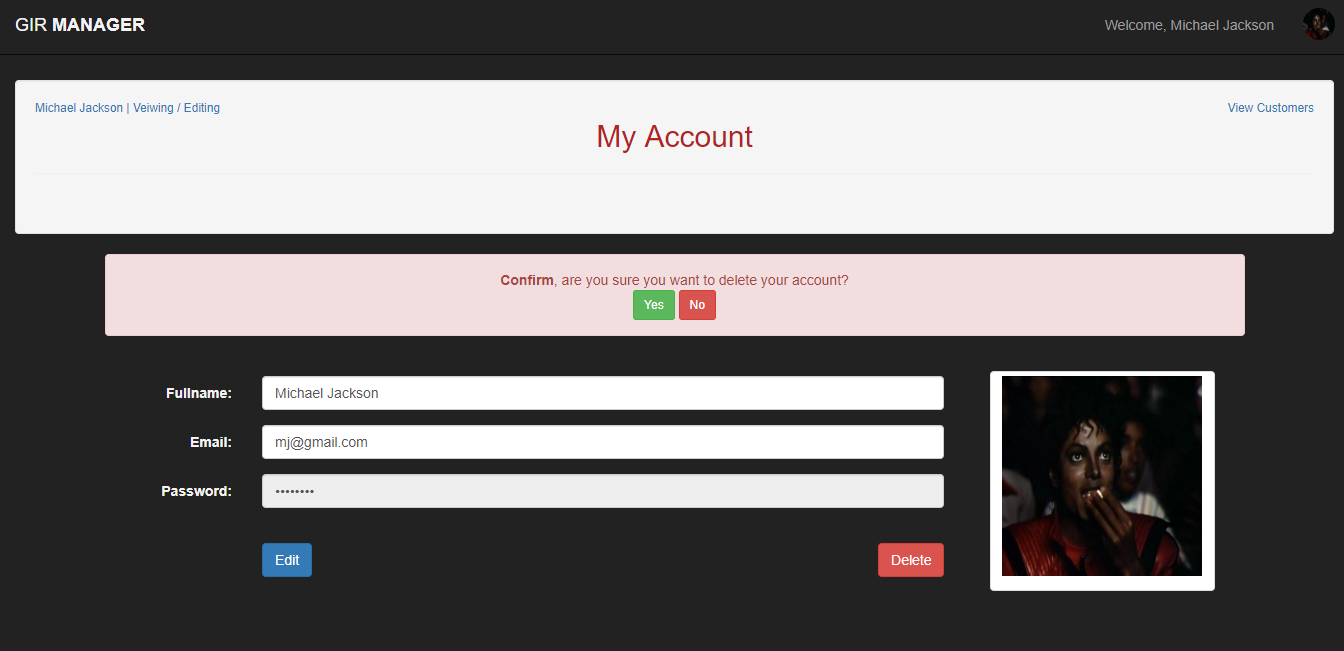 GIR MANAGER
Welcome, Michael Jackson
Michael Jackson | Veiwing / Editing
View Customers
My Account
Confirm, are you sure you want to delete your account?
Yes No
Fullname: Michael Jackson
Email: mj@gmail.com
Password: ••••••••
Edit
Delete